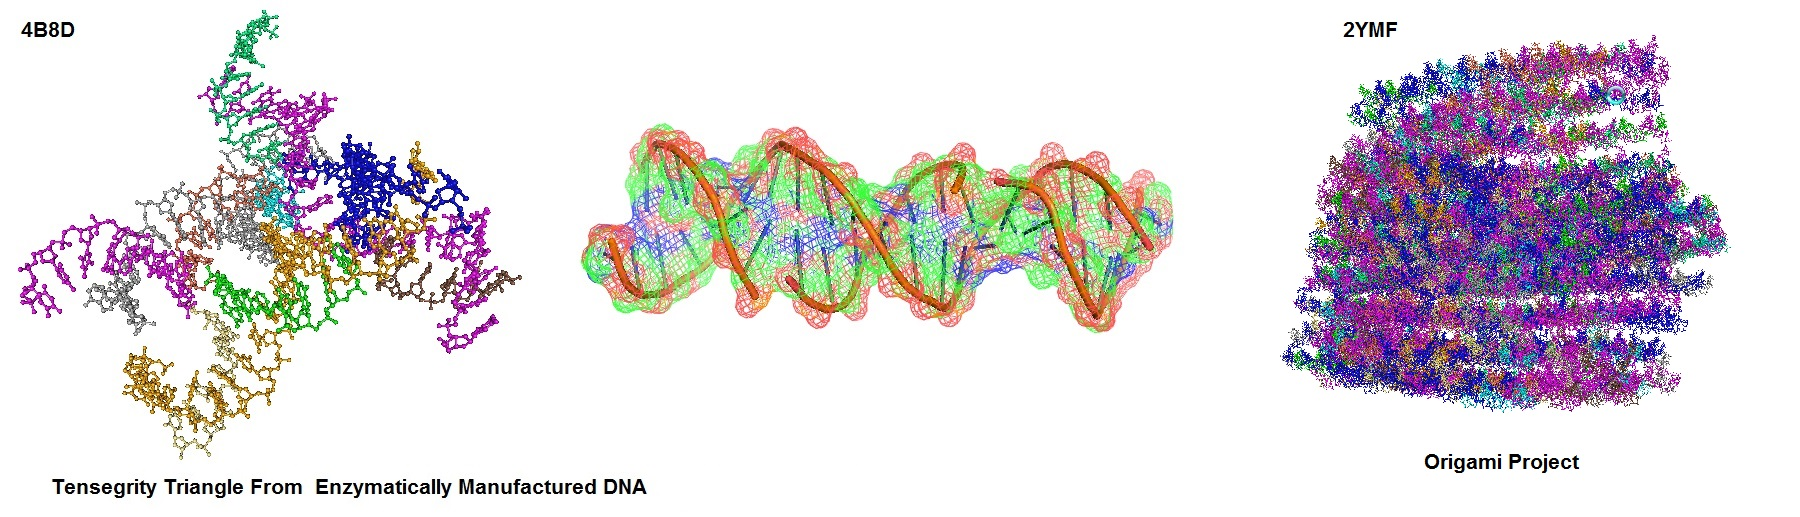 4B8D
2YMF
Origami Project
Tensegrity Triangle From  Enzymatically Manufactured DNA